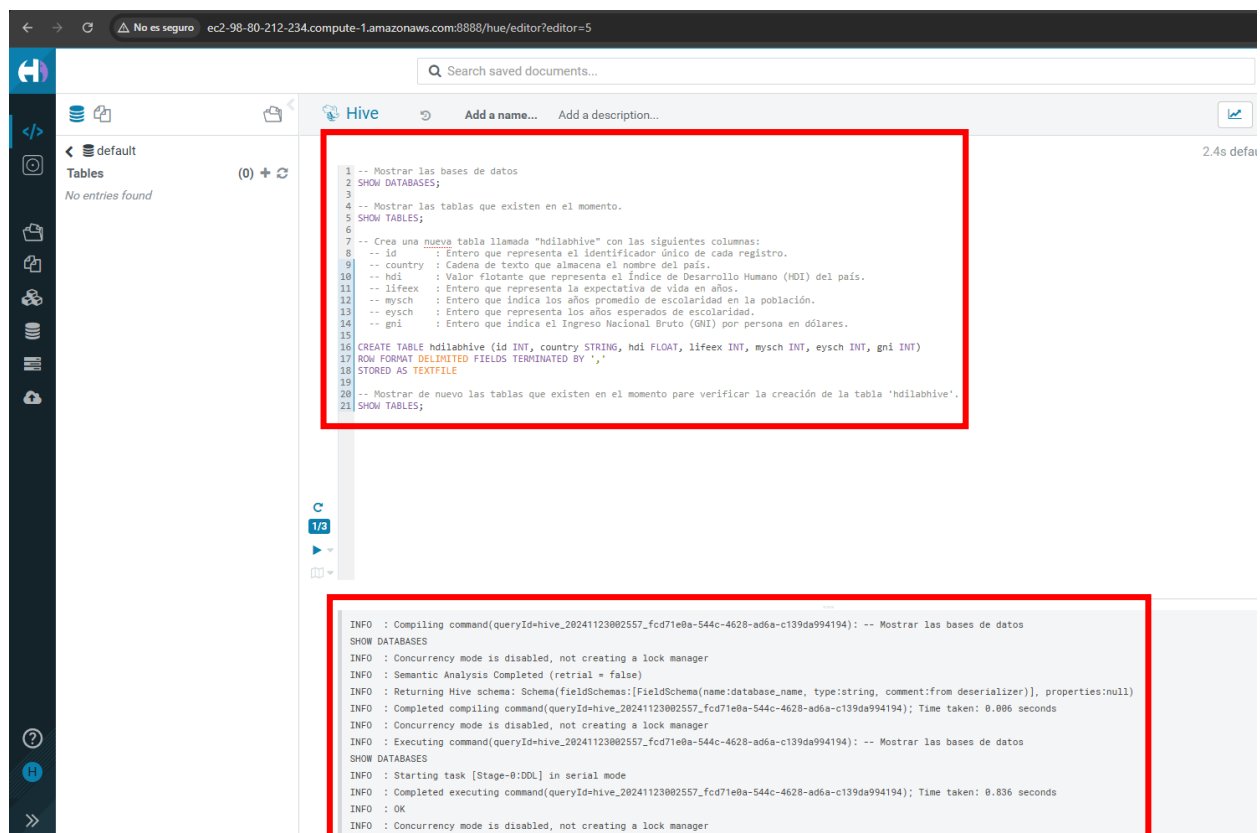 No es seguro ec2-98-80-212-234.compute-1.amazonaws.com:8888/hue/editor?editor=5
Search saved documents...
Hive Add a name... Add a description...
default
Tables (0)
No entries found
2.4s defau
1 -- Mostrar las bases de datos
2 SHOW DATABASES;
3
4 -- Mostrar las tablas que existen en el momento.
5 SHOW TABLES;
6
7 -- Crea una nueva tabla llamada "hdilabhive" con las siguientes columnas:
8 -- id : Entero que representa el identificador único de cada registro.
9 -- country : Cadena de texto que almacena el nombre del país.
10 -- hdi : Valor flotante que representa el Índice de Desarrollo Humano (HDI) del país.
11 -- lifeex : Entero que representa la expectativa de vida en años.
12 -- mysch : Entero que indica los años promedio de escolaridad en la población.
13 -- eysch : Entero que representa los años esperados de escolaridad.
14 -- gni : Entero que indica el Ingreso Nacional Bruto (GNI) por persona en dólares.
15
16 CREATE TABLE hdilabhive (id INT, country STRING, hdi FLOAT, lifeex INT, mysch INT, eysch INT, gni INT)
17 ROW FORMAT DELIMITED FIELDS TERMINATED BY ','
18 STORED AS TEXTFILE
19
20 -- Mostrar de nuevo las tablas que existen en el momento pare verificar la creación de la tabla 'hdilabhive'.
21 SHOW TABLES;
1/3
INFO : Compiling command(queryId=hive_20241123002557_fcd71e0a-544c-4628-ad6a-c139da994194): -- Mostrar las bases de datos
SHOW DATABASES
INFO : Concurrency mode is disabled, not creating a lock manager
INFO : Semantic Analysis Completed (retrial = false)
INFO : Returning Hive schema: Schema(fieldSchemas:[FieldSchema(name:database_name, type:string, comment:from deserializer)], properties:null)
INFO : Completed compiling command(queryId=hive_20241123002557_fcd71e0a-544c-4628-ad6a-c139da994194); Time taken: 0.006 seconds
INFO : Concurrency mode is disabled, not creating a lock manager
INFO : Executing command(queryId=hive_20241123002557_fcd71e0a-544c-4628-ad6a-c139da994194): -- Mostrar las bases de datos
SHOW DATABASES
INFO : Starting task [Stage-0:DDL] in serial mode
INFO : Completed executing command(queryId=hive_20241123002557_fcd71e0a-544c-4628-ad6a-c139da994194); Time taken: 0.836 seconds
INFO : OK
INFO : Concurrency mode is disabled, not creating a lock manager
H